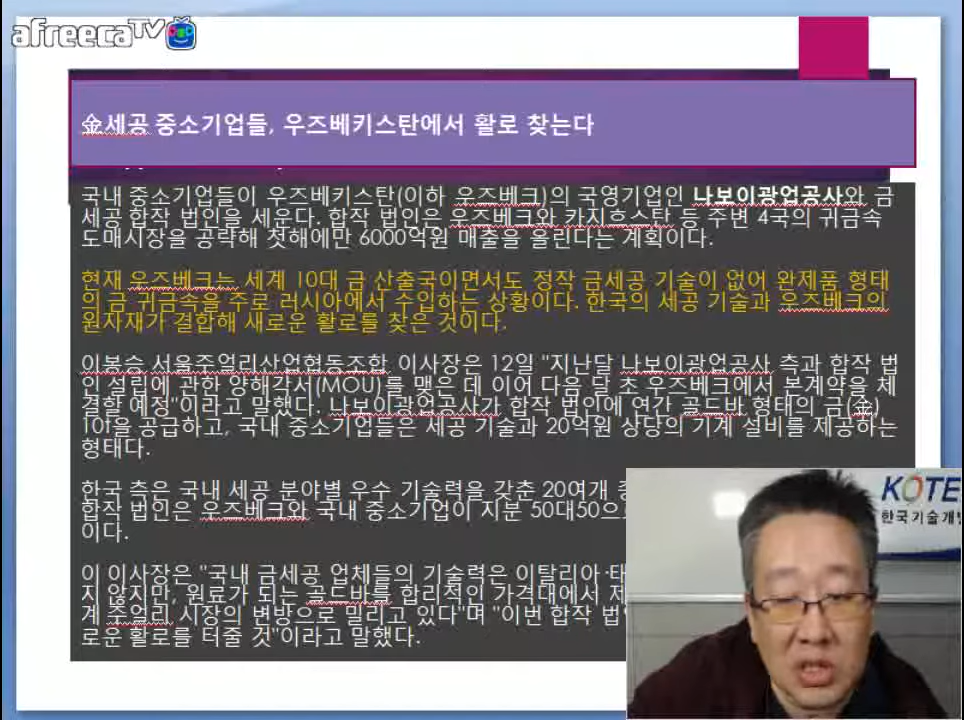 afreecaTV
金세공 중소기업들, 우즈베키스탄에서 활로 찾는다
국내 중소기업들이 우즈베키스탄(이하 우즈베크)의 국영기업인 나보이광업공사와 금
세공 합작 법인을 세운다. 합작 법인은 우즈베크와 카자흐스탄 등 주변 4국의 귀금속
도매시장을 공략해 첫해에만 6000억원 매출을 올린다는 계획이다.
현재 우즈베크는 세계 10대 금 산출국이면서도 정작 금세공 기술이 없어 완제품 형태
의 금 귀금속을 주로 러시아에서 수입하는 상황이다. 한국의 세공 기술과 우즈베크의
원자재가 결합해 새로운 활로를 찾은 것이다.
이봉승 서울주얼리산업협동조합 이사장은 12일 "지난달 나보이광업공사 측과 합작 법
인 설립에 관한 양해각서(MOU)를 맺은 데 이어 다음 달 초 우즈베크에서 본계약을 체
결할 예정"이라고 말했다. 나보이광업공사가 합작 법인에 연간 골드바 형태의 금(金)
10t을 공급하고, 국내 중소기업들은 세공 기술과 20억원 상당의 기계 설비를 제공하는
형태다.
한국 측은 국내 세공 분야별 우수 기술력을 갖춘 20여개
합작 법인은 우즈베크와 국내 중소기업이 지분 50대50으
이다.
이 이사장은 "국내 금세공 업체들의 기술력은 이탈리아·태
지 않지만, 원료가 되는 골드바를 합리적인 가격대에서
계 주얼리 시장의 변방으로 밀리고 있다"며 "이번 합작 법
로운 활로를 터줄 것"이라고 말했다.
KOTE
한국기술개